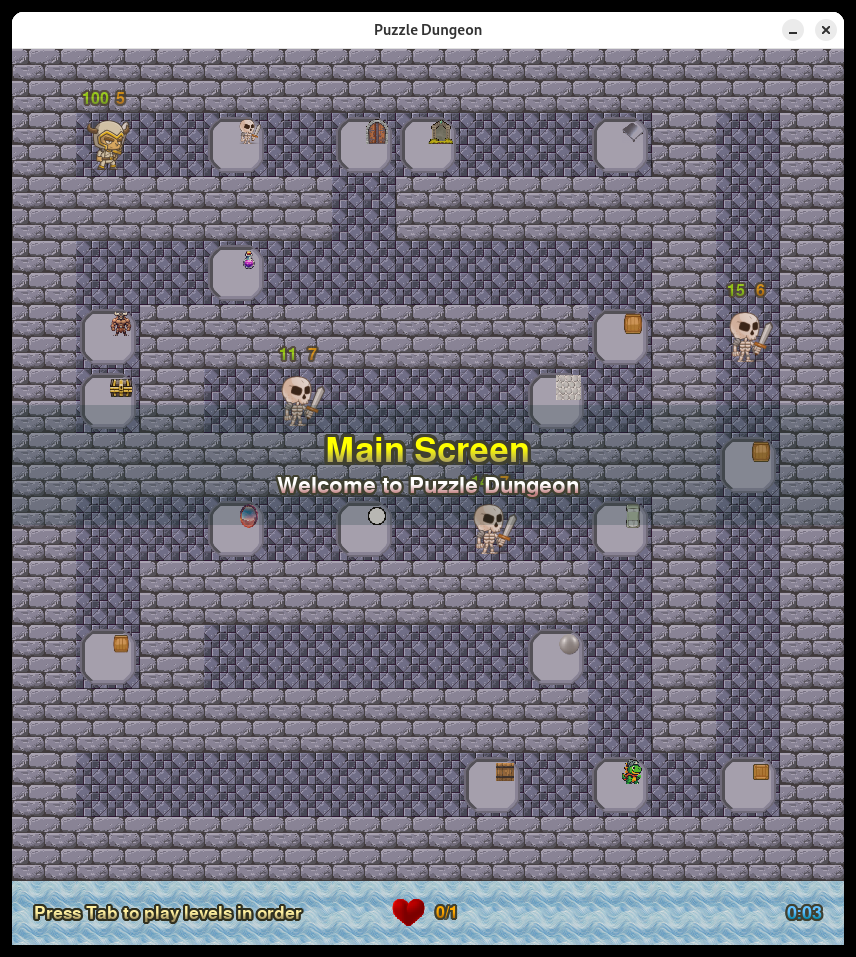 Puzzle Dungeon
100 5
15 6
11 7
Main Screen
Welcome to Puzzle Dungeon
Press Tab to play levels in order
0/1
0:03